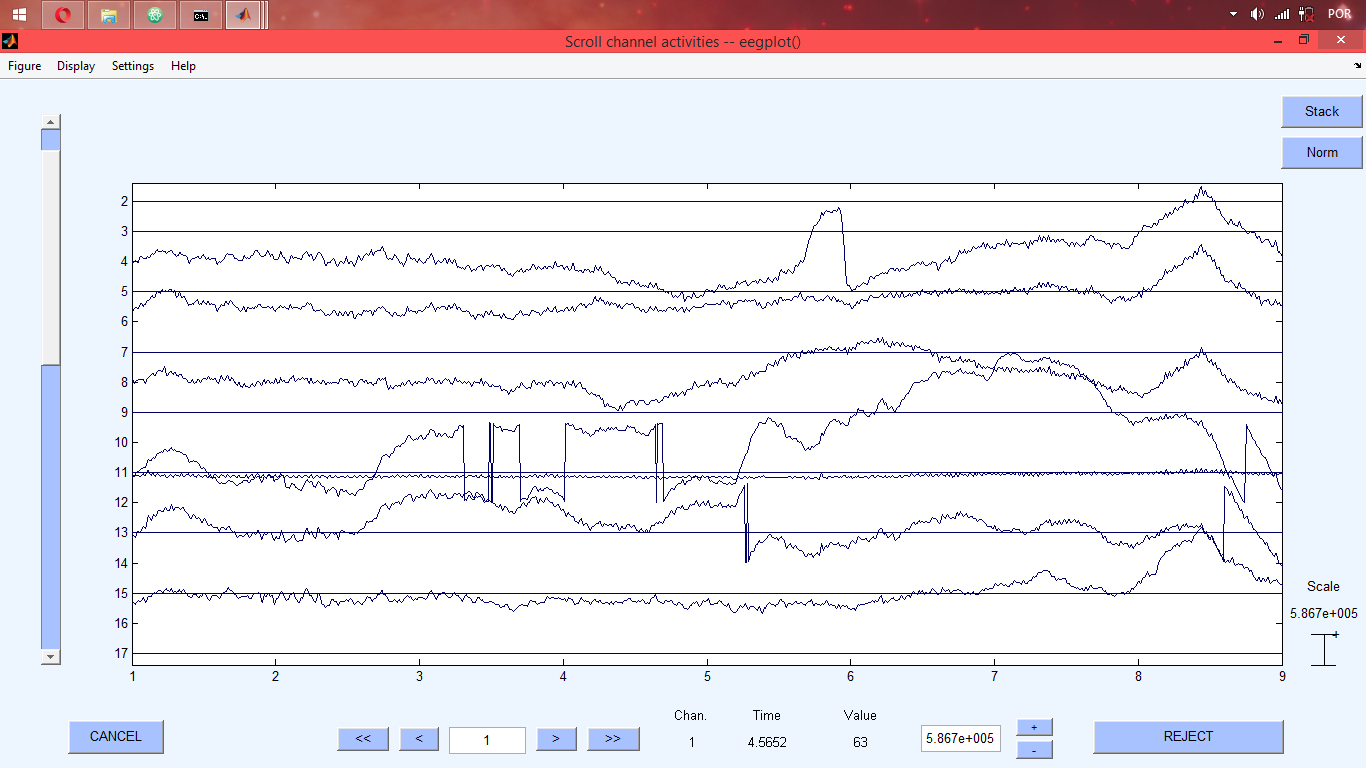 POR
Scroll channel activities -- eegplot()
Figure Display Settings Help
Stack
Norm
2
3
4
5
6
7
8
9
10
11
12
13
14
15
16
17
1 2 3 4 5 6 7 8 9
Scale
5.867e+005
+
Chan. Time Value
1 4.5652 63
CANCEL
<< < 1 > >>
5.867e+005
+
-
REJECT